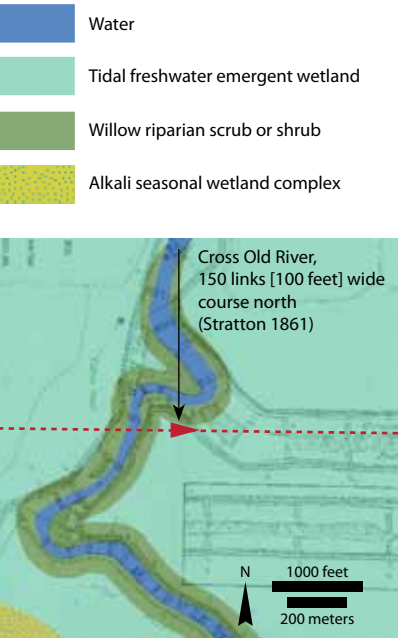 Water
Tidal freshwater emergent wetland
Willow riparian scrub or shrub
Alkali seasonal wetland complex
Cross Old River,
150 links [100 feet] wide
course north
(Stratton 1861)
N
1000 feet
200 meters